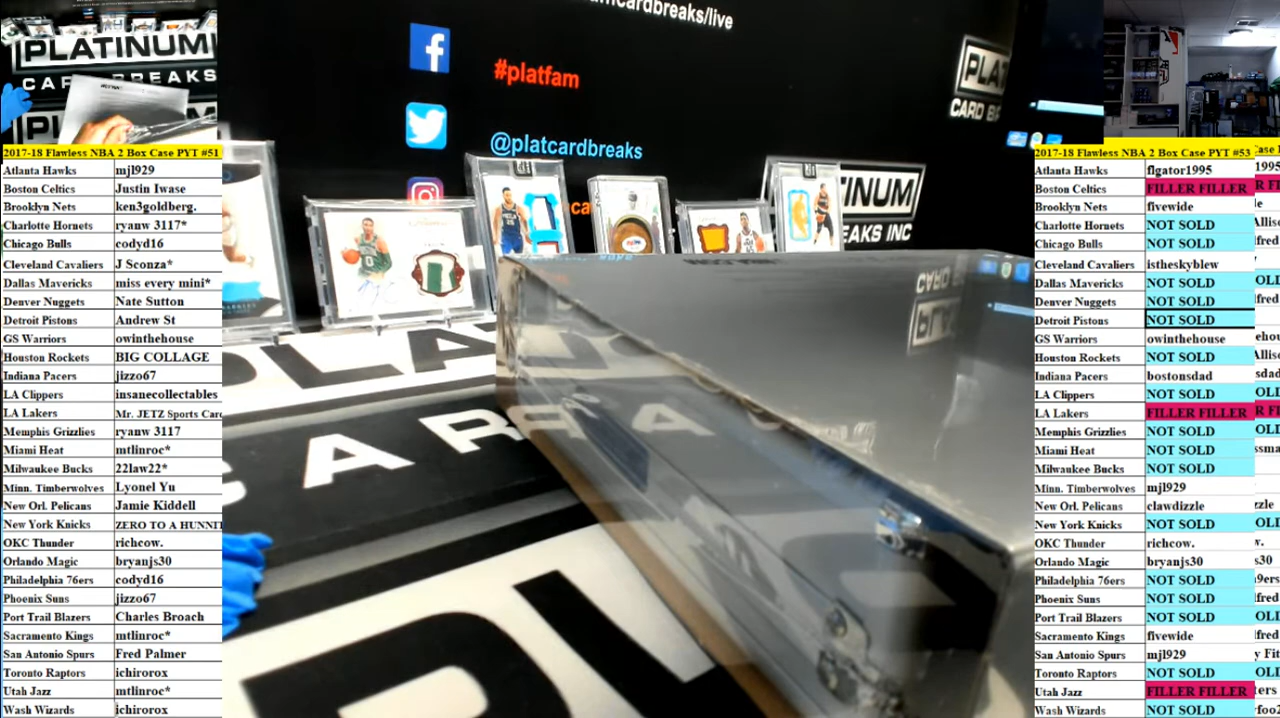 PLATINUM
CARD BREAKS
2017-18 Flawless NBA 2 Box Case PYT #51
Atlanta Hawks mjl929
Boston Celtics Justin Iwase
Brooklyn Nets ken3goldberg.
Charlotte Hornets ryanw 3117*
Chicago Bulls codyd16
Cleveland Cavaliers J Sconza*
Dallas Mavericks miss every mini*
Denver Nuggets Nate Sutton
Detroit Pistons Andrew St
GS Warriors owinthehouse
Houston Rockets BIG COLLAGE
Indiana Pacers jizzo67
LA Clippers insanecollectables
LA Lakers Mr. JETZ Sports Card
Memphis Grizzlies ryanw 3117
Miami Heat mtlinroc*
Milwaukee Bucks 22law22*
Minn. Timberwolves Lyonel Yu
New Orl. Pelicans Jamie Kiddell
New York Knicks ZERO TO A HUNNIT
OKC Thunder richcow.
Orlando Magic bryanjs30
Philadelphia 76ers codyd16
Phoenix Suns jizzo67
Port Trail Blazers Charles Broach
Sacramento Kings mtlinroc*
San Antonio Spurs Fred Palmer
Toronto Raptors ichirorox
Utah Jazz mtlinroc*
Wash Wizards ichirorox
mcardbreaks/live
#platfam
@platcardbreaks
PLAT
CARD B
INUM
EAKS INC
PLA
CAR
PL
2017-18 Flawless NBA 2 Box Case PYT #53
Atlanta Hawks flgator1995
Boston Celtics FILLER FILLER
Brooklyn Nets fivewide
Charlotte Hornets NOT SOLD
Chicago Bulls NOT SOLD
Cleveland Cavaliers istheskyblew
Dallas Mavericks NOT SOLD
Denver Nuggets NOT SOLD
Detroit Pistons NOT SOLD
GS Warriors owinthehouse
Houston Rockets NOT SOLD
Indiana Pacers bostonsdad
LA Clippers NOT SOLD
LA Lakers FILLER FILLER
Memphis Grizzlies NOT SOLD
Miami Heat NOT SOLD
Milwaukee Bucks NOT SOLD
Minn. Timberwolves mjl929
New Orl. Pelicans clawdizzle
New York Knicks NOT SOLD
OKC Thunder richcow.
Orlando Magic bryanjs30
Philadelphia 76ers NOT SOLD
Phoenix Suns NOT SOLD
Port Trail Blazers NOT SOLD
Sacramento Kings fivewide
San Antonio Spurs mjl929
Toronto Raptors NOT SOLD
Utah Jazz FILLER FILLER
Wash Wizards NOT SOLD